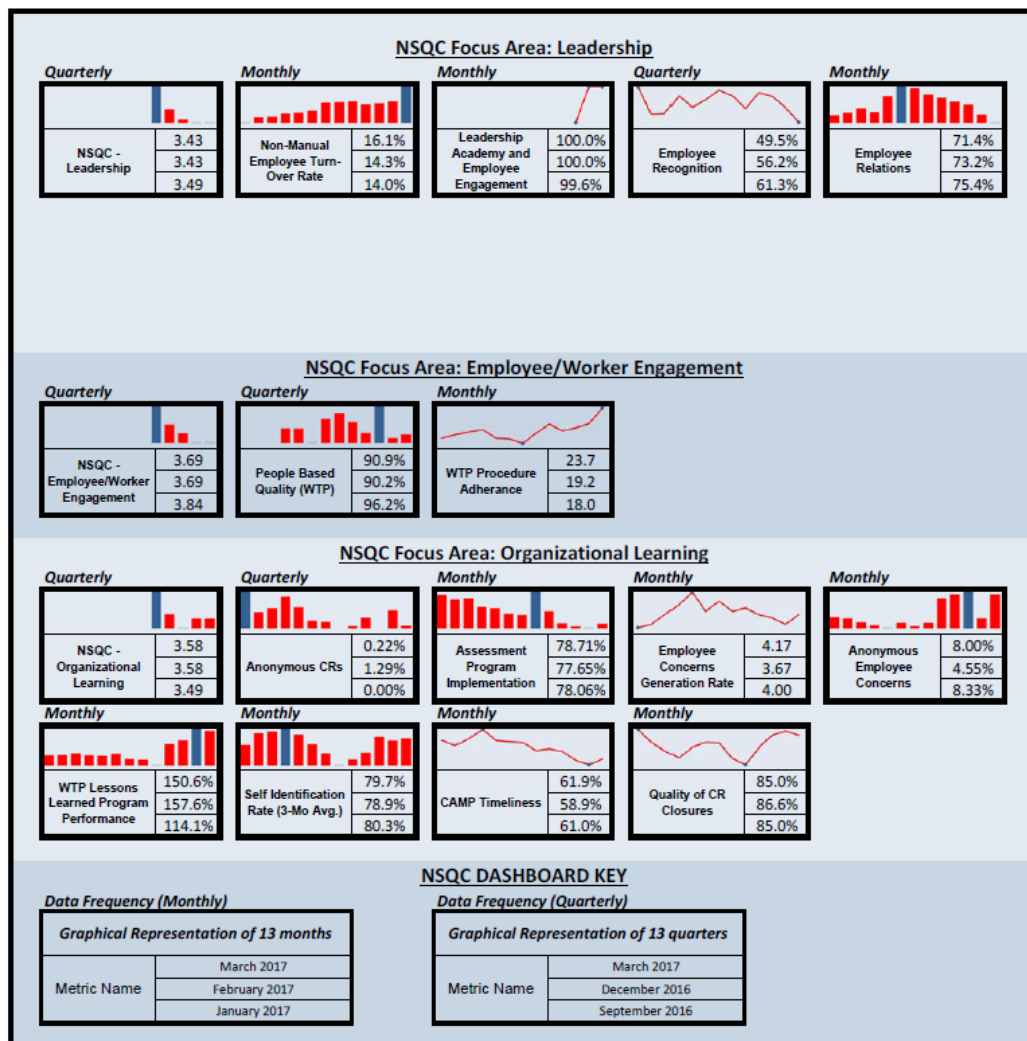 NSQC Focus Area: Leadership
Quarterly
NSQC -
Leadership
3.43
3.43
3.49
Monthly
Non-Manual
Employee Turn-
Over Rate
16.1%
14.3%
14.0%
Monthly
Leadership
Academy and
Employee
Engagement
100.0%
100.0%
99.6%
Quarterly
Employee
Recognition
49.5%
56.2%
61.3%
Monthly
Employee
Relations
71.4%
73.2%
75.4%
NSQC Focus Area: Employee/Worker Engagement
Quarterly
NSQC -
Employee/Worker
Engagement
3.69
3.69
3.84
Quarterly
People Based
Quality (WTP)
90.9%
90.2%
96.2%
Monthly
WTP Procedure
Adherance
23.7
19.2
18.0
NSQC Focus Area: Organizational Learning
Quarterly
NSQC -
Organizational
Learning
3.58
3.58
3.49
Quarterly
Anonymous CRs
0.22%
1.29%
0.00%
Monthly
Assessment
Program
Implementation
78.71%
77.65%
78.06%
Monthly
Employee
Concerns
Generation Rate
4.17
3.67
4.00
Monthly
Anonymous
Employee
Concerns
8.00%
4.55%
8.33%
Monthly
WTP Lessons
Learned Program
Performance
150.6%
157.6%
114.1%
Monthly
Self Identification
Rate (3-Mo Avg.)
79.7%
78.9%
80.3%
Monthly
CAMP Timeliness
61.9%
58.9%
61.0%
Monthly
Quality of CR
Closures
85.0%
86.6%
85.0%
NSQC DASHBOARD KEY
Data Frequency (Monthly)
Graphical Representation of 13 months
Metric Name
March 2017
February 2017
January 2017
Data Frequency (Quarterly)
Graphical Representation of 13 quarters
Metric Name
March 2017
December 2016
September 2016